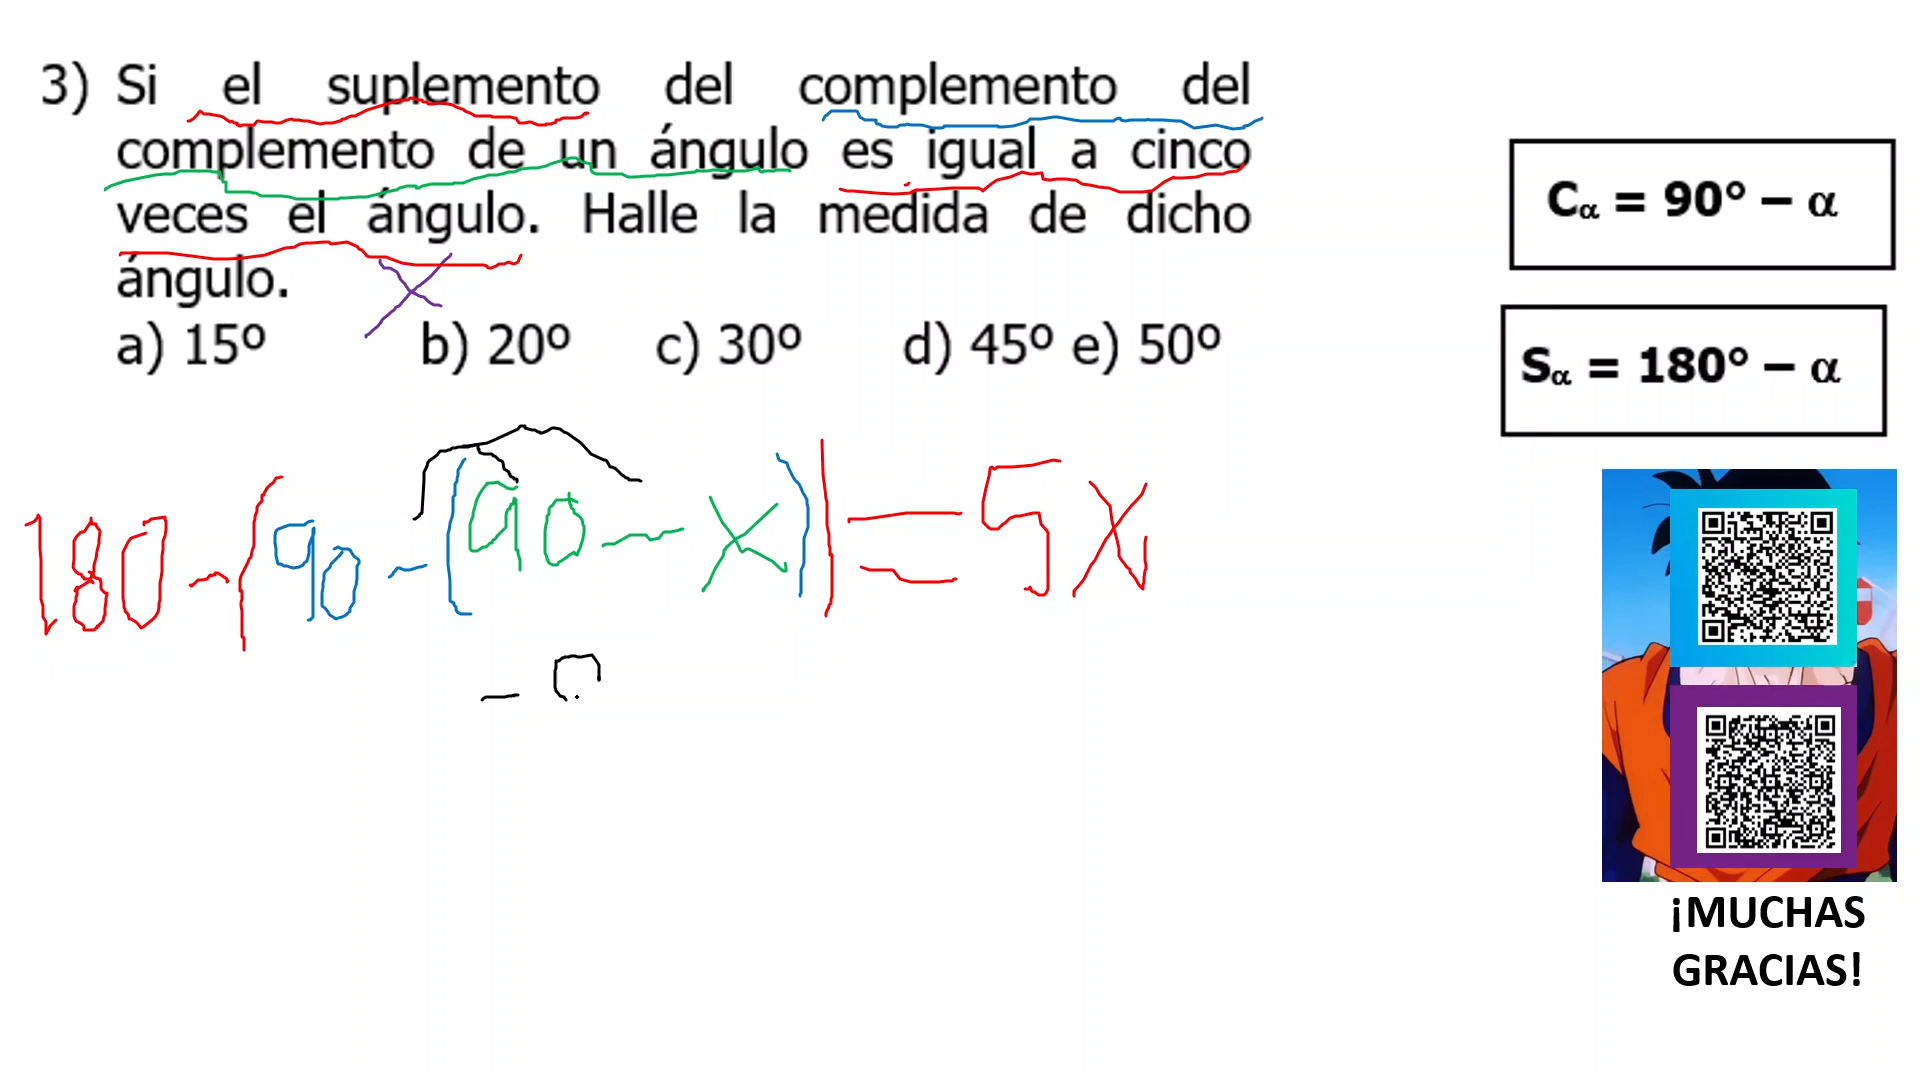 3) Si el suplemento del complemento del
complemento de un ángulo es igual a cinco
veces el ángulo. Halle la medida de dicho
ángulo.
a) 15º b) 20º c) 30º d) 45º e) 50º
x
180 - (90 - (90 - x)) = 5x
-
Cα = 90° – α
Sα = 180° – α
¡MUCHAS
GRACIAS!